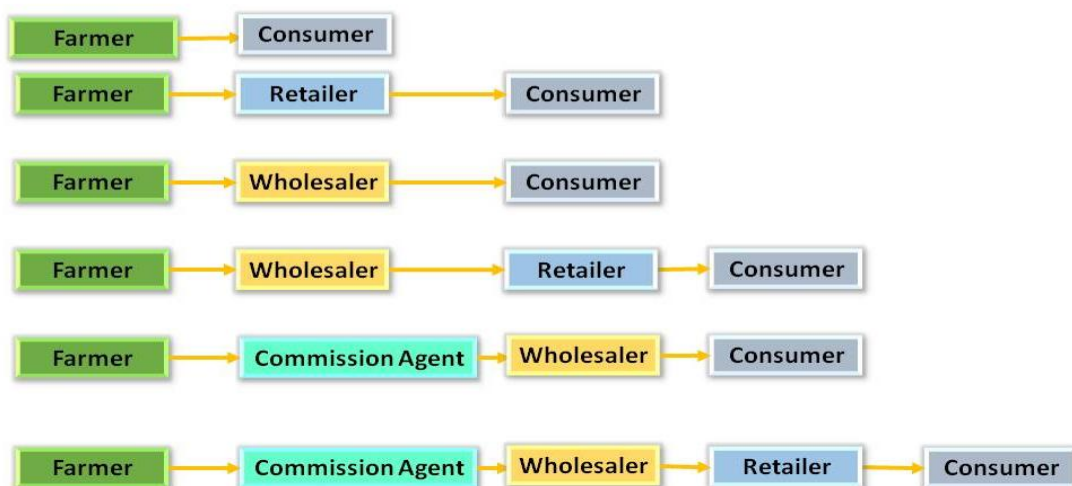 Farmer Consumer
Farmer Retailer Consumer
Farmer Wholesaler Consumer
Farmer Wholesaler Retailer Consumer
Farmer Commission Agent Wholesaler Consumer
Farmer Commission Agent Wholesaler Retailer Consumer